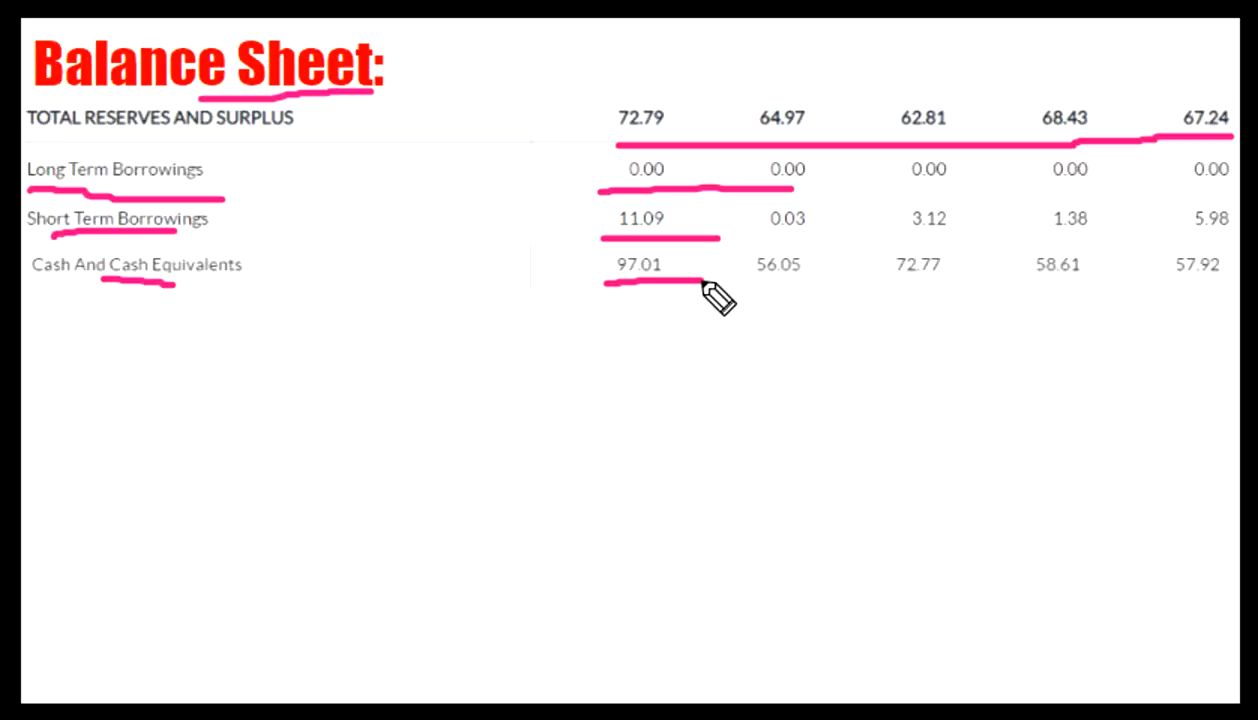 Balance Sheet:
TOTAL RESERVES AND SURPLUS 72.79 64.97 62.81 68.43 67.24
Long Term Borrowings 0.00 0.00 0.00 0.00 0.00
Short Term Borrowings 11.09 0.03 3.12 1.38 5.98
Cash And Cash Equivalents 97.01 56.05 72.77 58.61 57.92